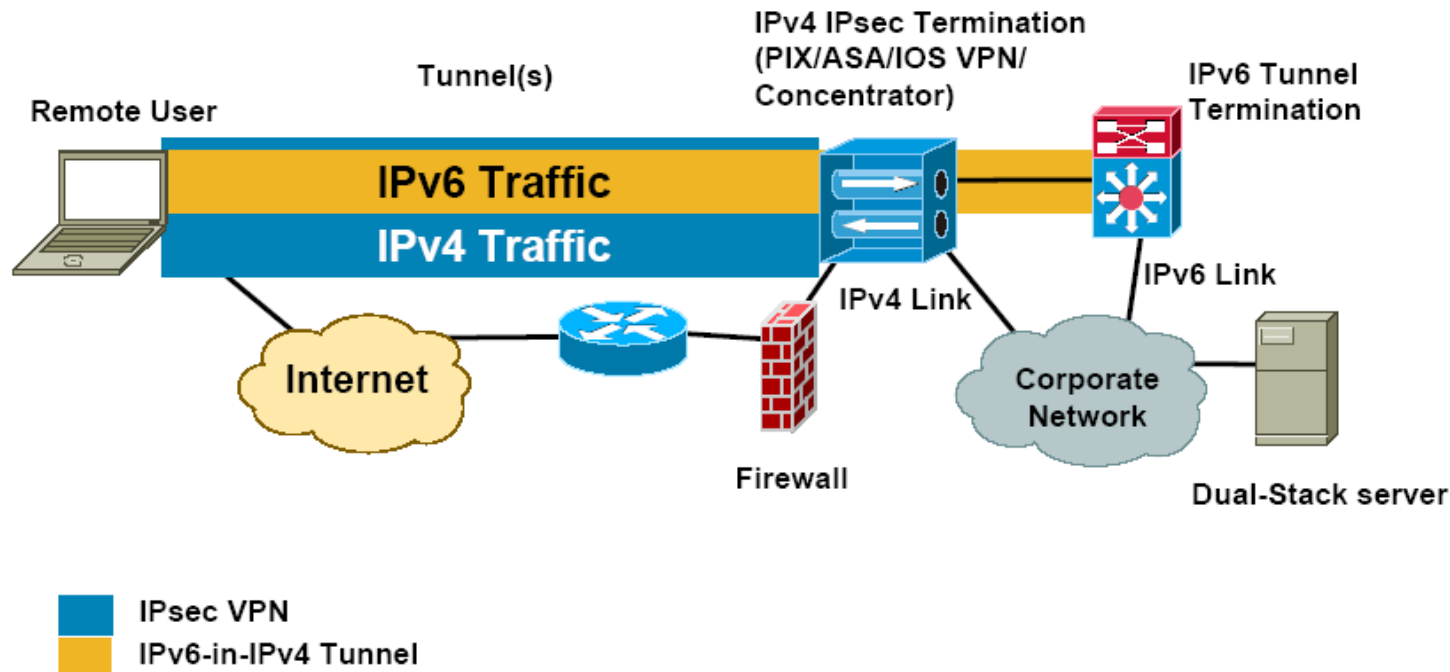 IPv4 IPsec Termination
(PIX/ASA/IOS VPN/
Concentrator)
Tunnel(s)
IPv6 Tunnel
Termination
Remote User
IPv6 Traffic
IPv4 Traffic
IPv4 Link
IPv6 Link
Internet
Corporate
Network
Firewall
Dual-Stack server
IPsec VPN
IPv6-in-IPv4 Tunnel